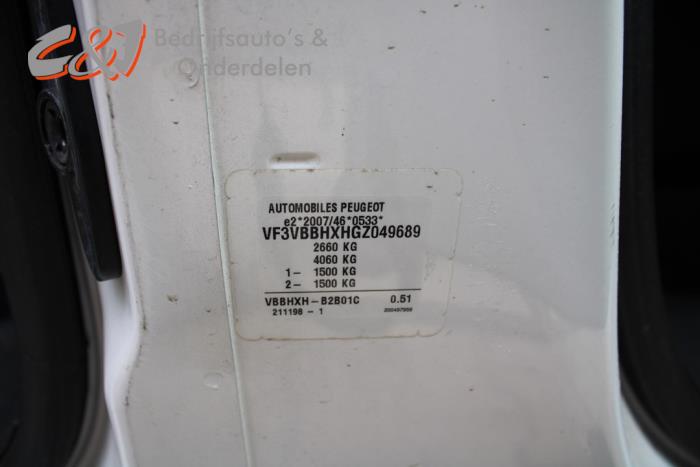 C&W Bedrijfsauto's &
Onderdelen
AUTOMOBILES PEUGEOT
e2*2007/46*0533*
VF3VBBHXHGZ049689
2660 KG
4060 KG
1- 1500 KG
2- 1500 KG
VBBHXH-B2B01C 0.51
211198 - 1